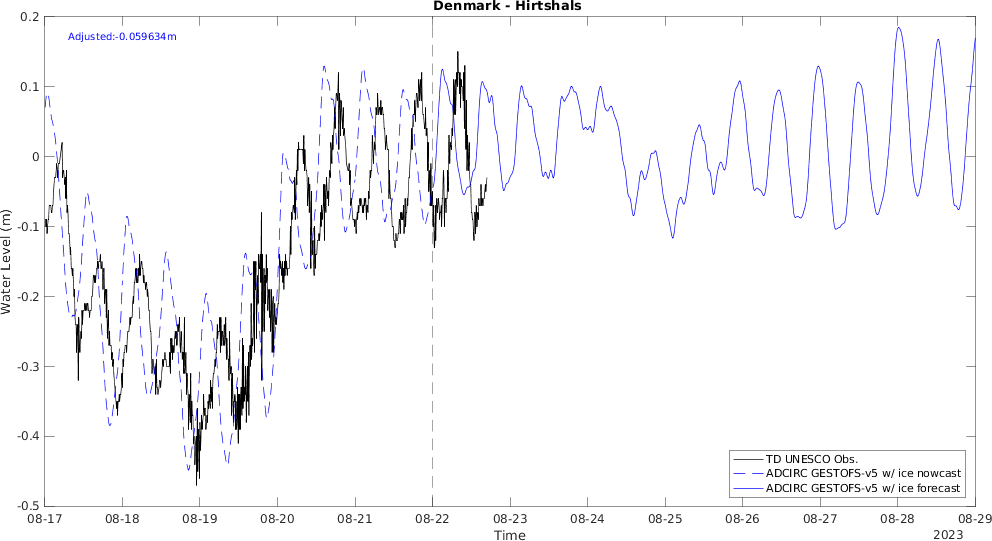 Denmark - Hirtshals
Adjusted:-0.059634m
0.2
0.1
0
-0.1
-0.2
-0.3
-0.4
-0.5
Water Level (m)
TD UNESCO Obs.
ADCIRC GESTOFS-v5 w/ ice nowcast
ADCIRC GESTOFS-v5 w/ ice forecast
08-17 08-18 08-19 08-20 08-21 08-22 08-23 08-24 08-25 08-26 08-27 08-28 08-29
Time
2023